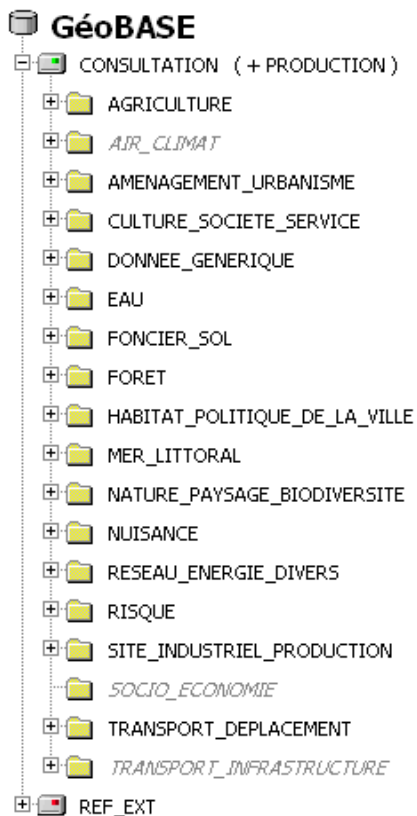 GéoBASE
CONSULTATION ( + PRODUCTION )
AGRICULTURE
AIR_CLIMAT
AMENAGEMENT_URBANISME
CULTURE_SOCIETE_SERVICE
DONNEE_GENERIQUE
EAU
FONCIER_SOL
FORET
HABITAT_POLITIQUE_DE_LA_VILLE
MER_LITTORAL
NATURE_PAYSAGE_BIODIVERSITE
NUISANCE
RESEAU_ENERGIE_DIVERS
RISQUE
SITE_INDUSTRIEL_PRODUCTION
SOCIO_ECONOMIE
TRANSPORT_DEPLACEMENT
TRANSPORT_INFRASTRUCTURE
REF_EXT